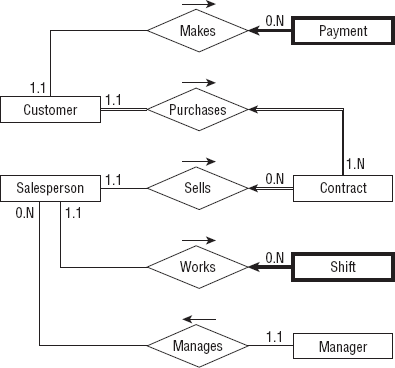 Makes
0.N
Payment
1.1
Customer
1.1
Purchases
1.N
Salesperson
1.1
Sells
0.N
Contract
0.N
1.1
Works
0.N
Shift
Manages
1.1
Manager